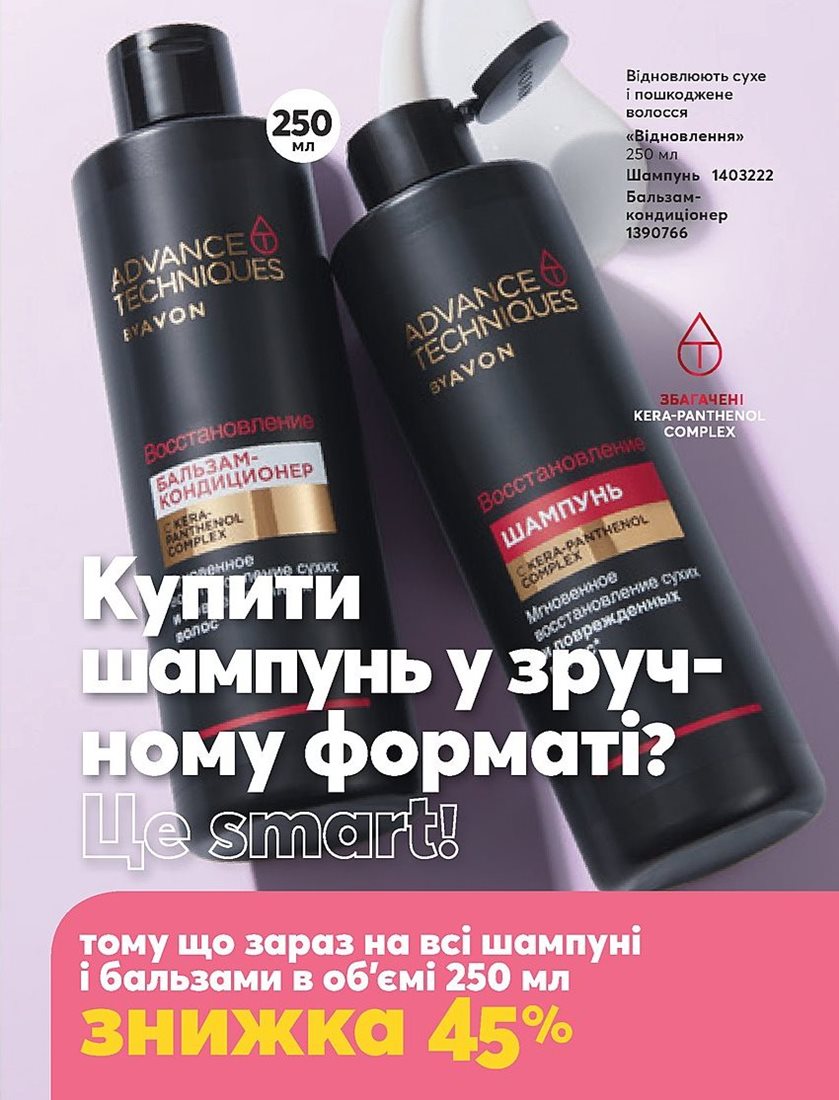 250
мл
Відновлюють сухе
і пошкоджене
волосся
«Відновлення»
250 мл
Шампунь 1403222
Бальзам-
кондиціонер
1390766
ADVANCE
TECHNIQUES
BY AVON
Восстановление
БАЛЬЗАМ-
КОНДИЦИОНЕР
С KERA-
PANTHENOL
COMPLEX
сухих
и
волос
ADVANCE
TECHNIQUES
BY AVON
Восстановление
ШАМПУНЬ
С KERA-PANTHENOL
COMPLEX
Мгновенное
восстановление сухих
и поврежденных
ЗБАГАЧЕНІ
KERA-PANTHENOL
COMPLEX
Купити
шампунь у зруч-
ному форматі?
Це smart!
тому що зараз на всі шампуні
і бальзами в об’ємі 250 мл
знижка 45%